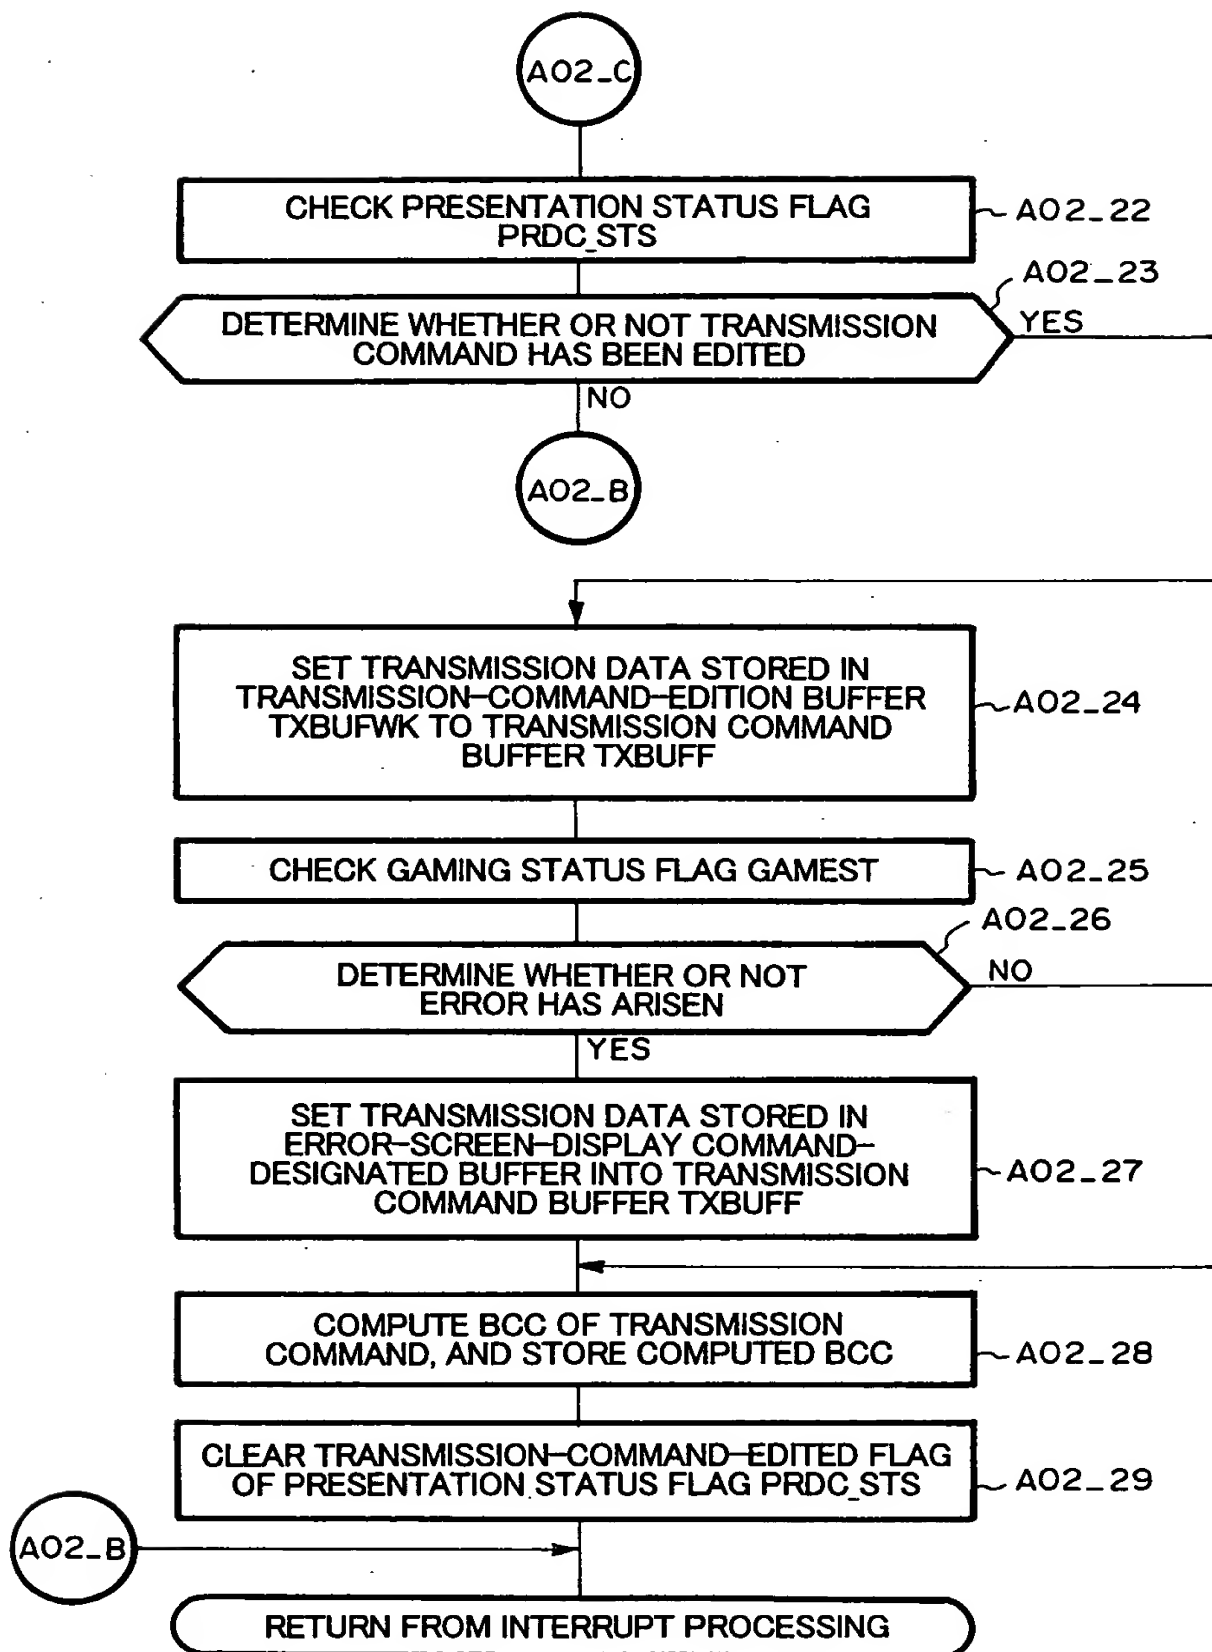 A02_C
CHECK PRESENTATION STATUS FLAG
PRDC_STS
A02_22
A02_23
DETERMINE WHETHER OR NOT TRANSMISSION
COMMAND HAS BEEN EDITED
YES
NO
A02_B
SET TRANSMISSION DATA STORED IN
TRANSMISSION-COMMAND-EDITION BUFFER
TXBUFWK TO TRANSMISSION COMMAND
BUFFER TXBUFF
A02_24
CHECK GAMING STATUS FLAG GAMEST
A02_25
A02_26
DETERMINE WHETHER OR NOT
ERROR HAS ARISEN
NO
YES
SET TRANSMISSION DATA STORED IN
ERROR-SCREEN-DISPLAY COMMAND-
DESIGNATED BUFFER INTO TRANSMISSION
COMMAND BUFFER TXBUFF
A02_27
COMPUTE BCC OF TRANSMISSION
COMMAND, AND STORE COMPUTED BCC
A02_28
CLEAR TRANSMISSION-COMMAND-EDITED FLAG
OF PRESENTATION STATUS FLAG PRDC_STS
A02_29
A02_B
RETURN FROM INTERRUPT PROCESSING